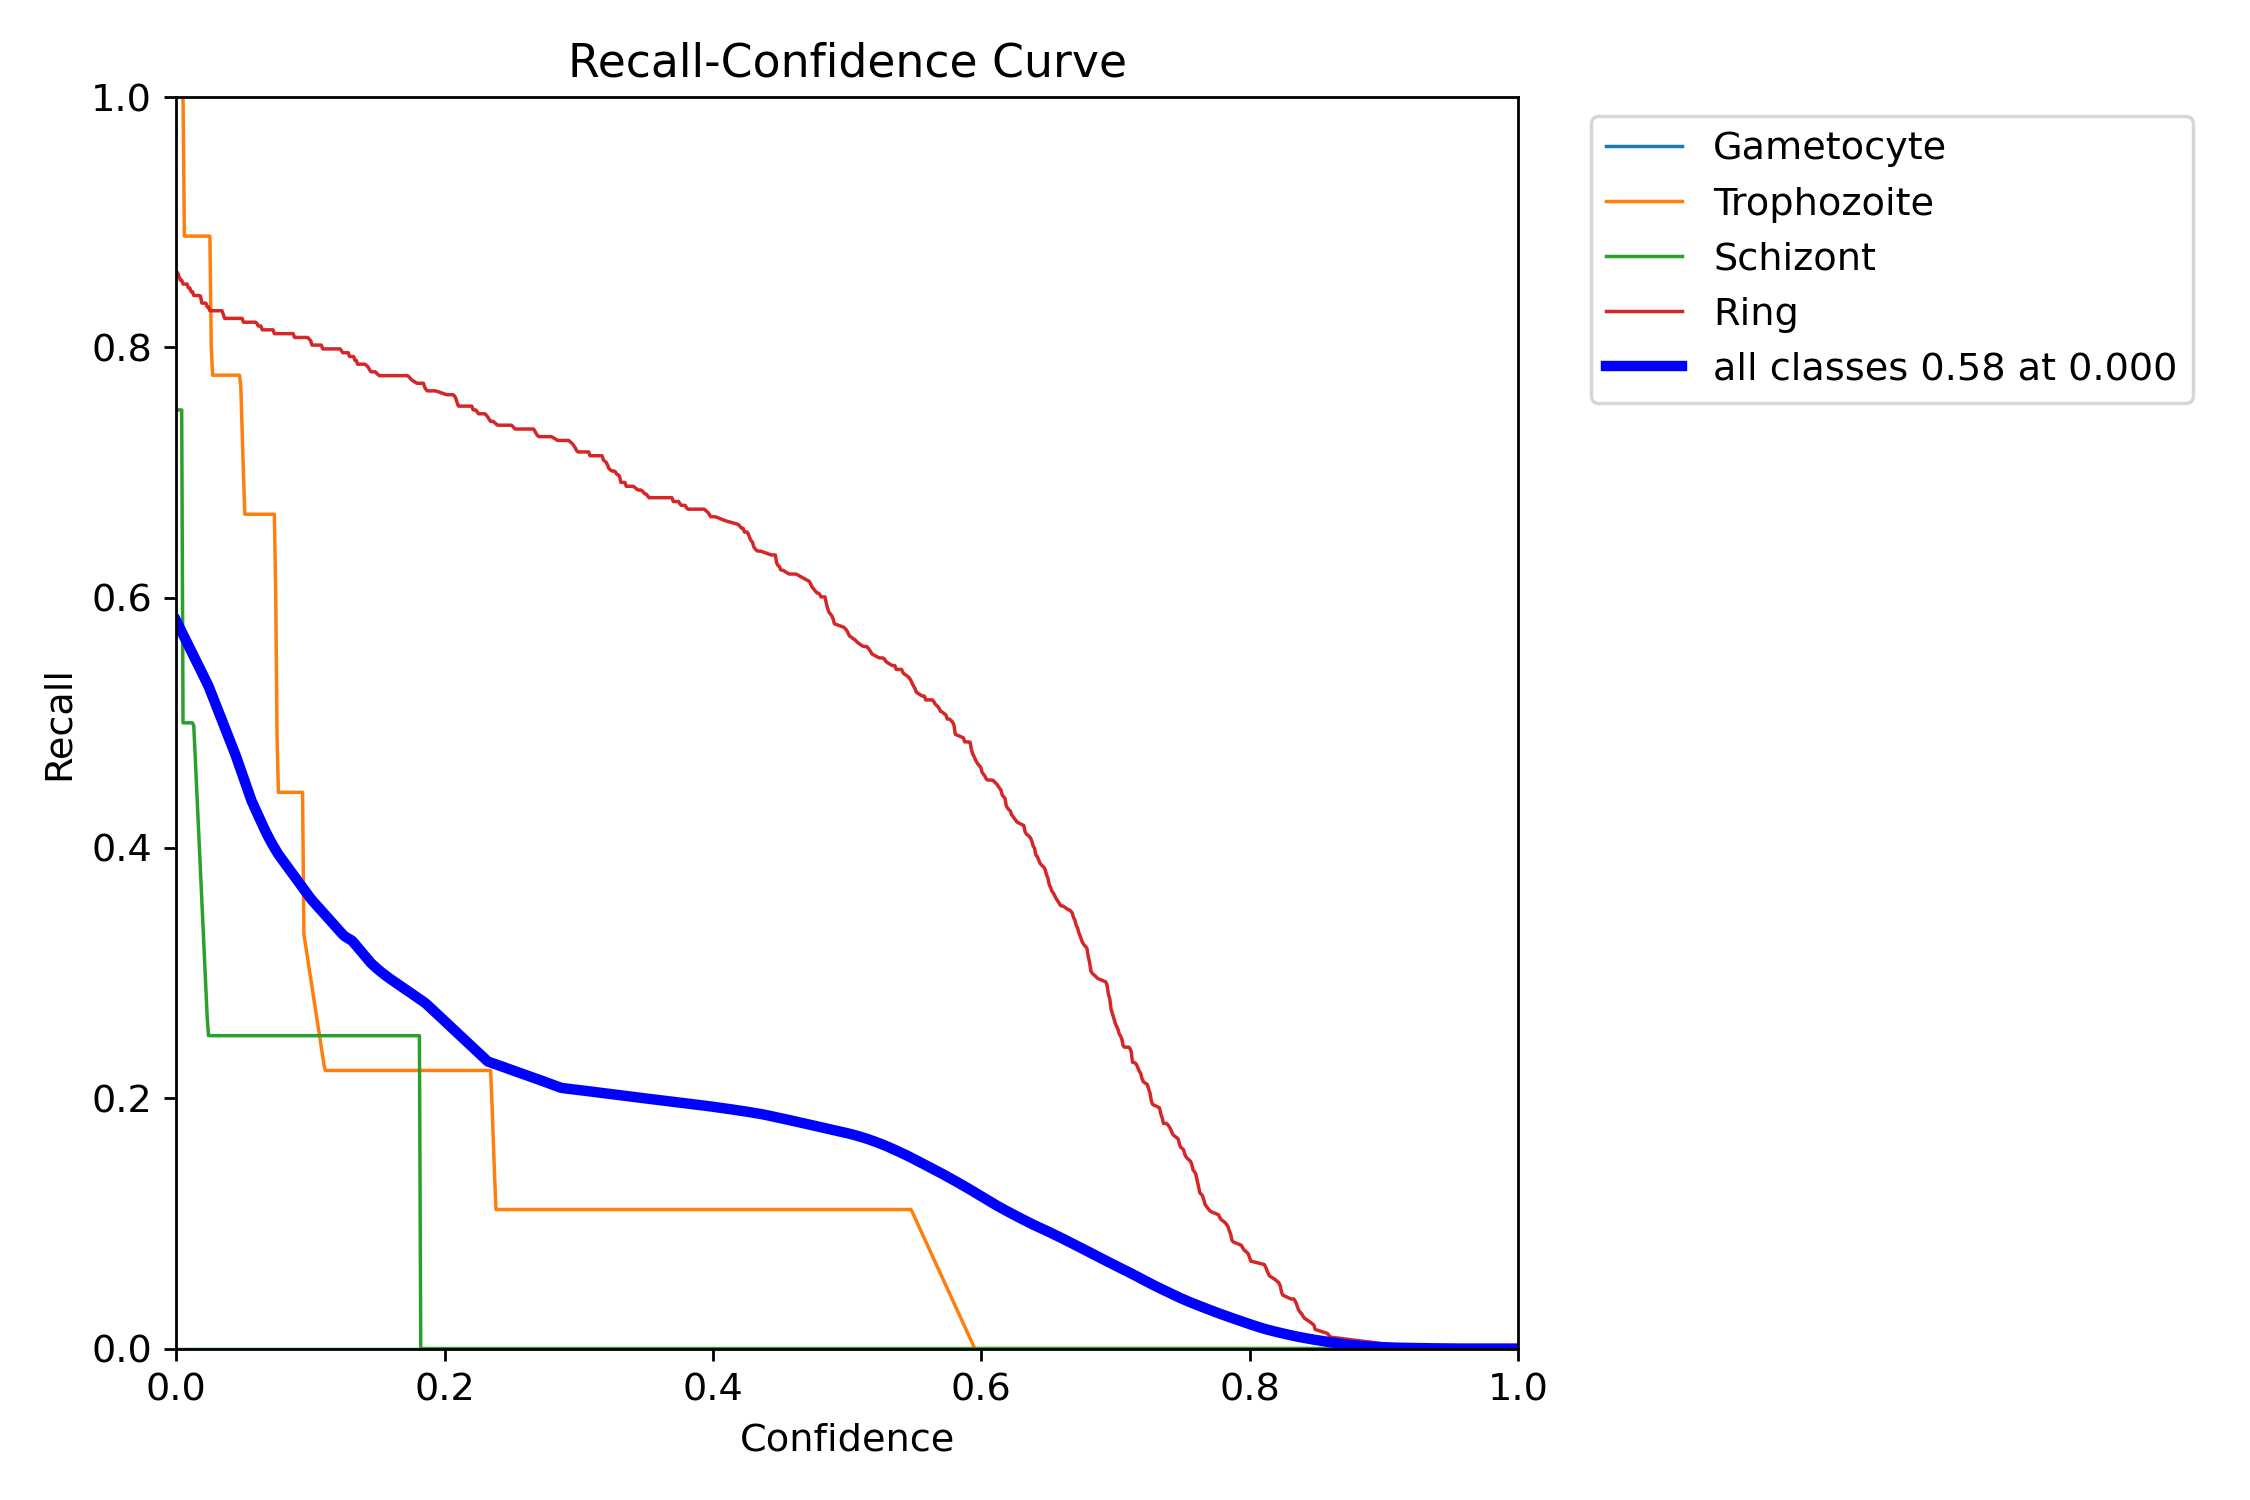 Recall-Confidence Curve
1.0
0.8
0.6
0.4
0.2
0.0
Recall
0.0 0.2 0.4 0.6 0.8 1.0
Confidence
Gametocyte
Trophozoite
Schizont
Ring
all classes 0.58 at 0.000